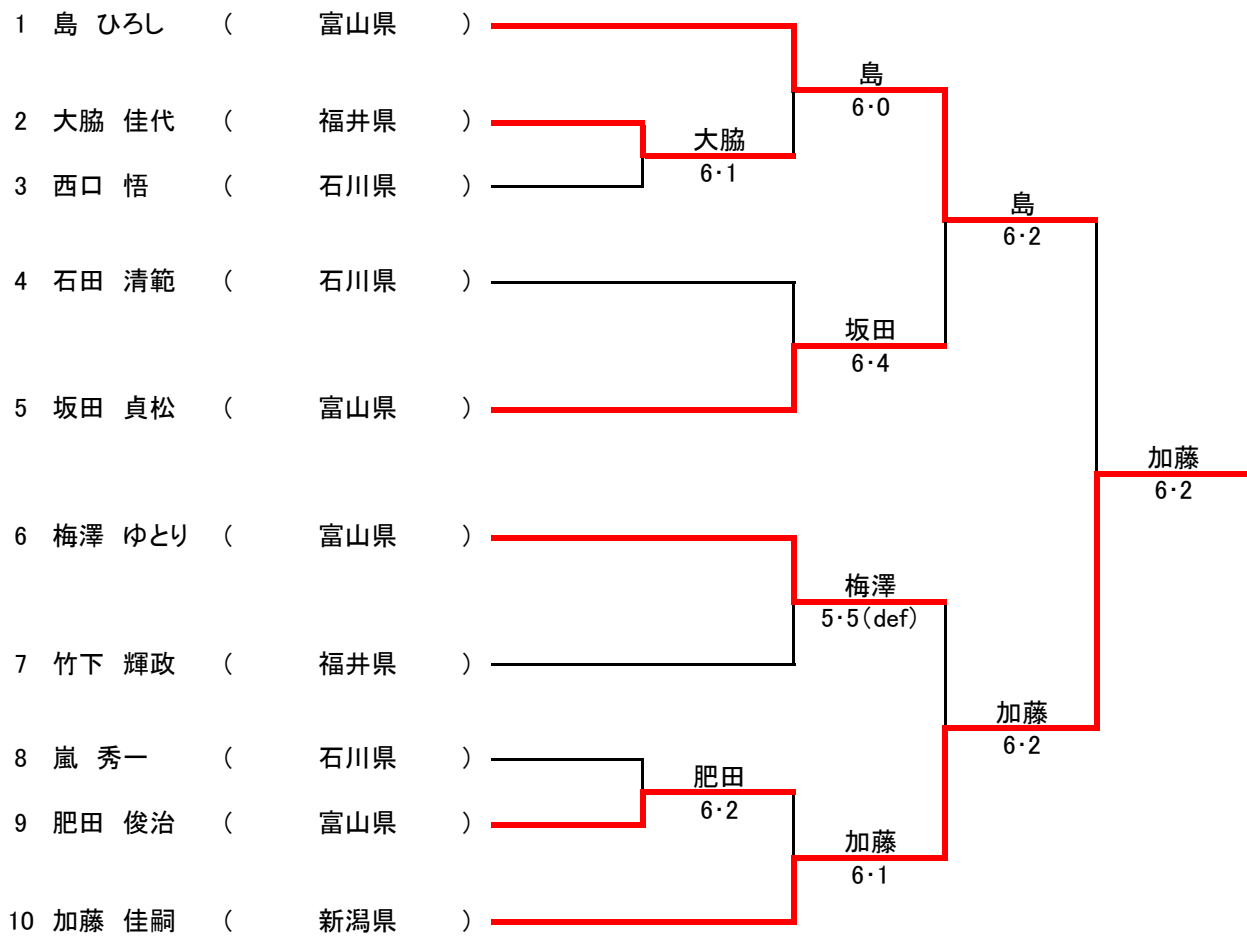 1 島 ひろし ( 富山県 )
島
6・0
2 大脇 佳代 ( 福井県 )
大脇
6・1
3 西口 悟 ( 石川県 )
島
6・2
4 石田 清範 ( 石川県 )
坂田
6・4
5 坂田 貞松 ( 富山県 )
加藤
6・2
6 梅澤 ゆとり ( 富山県 )
梅澤
5・5(def)
7 竹下 輝政 ( 福井県 )
加藤
6・2
8 嵐 秀一 ( 石川県 )
肥田
6・2
9 肥田 俊治 ( 富山県 )
加藤
6・1
10 加藤 佳嗣 ( 新潟県 )